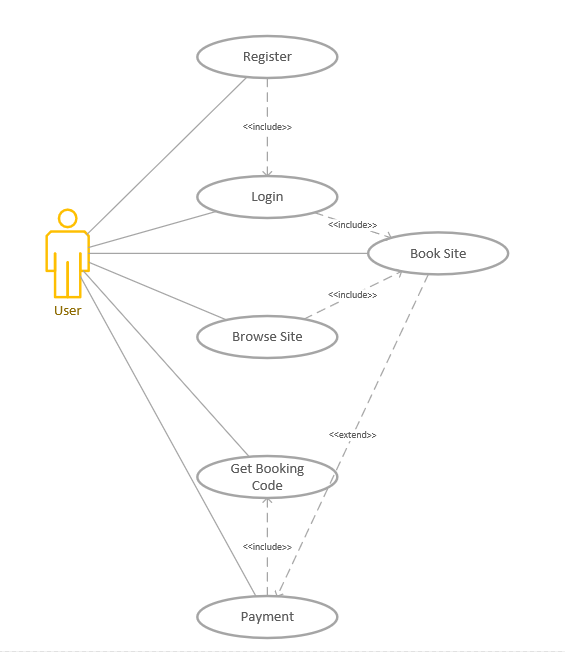 Register
<<include>>
Login
<<include>>
Book Site
User
<<include>>
Browse Site
<<extend>>
Get Booking
Code
<<include>>
Payment